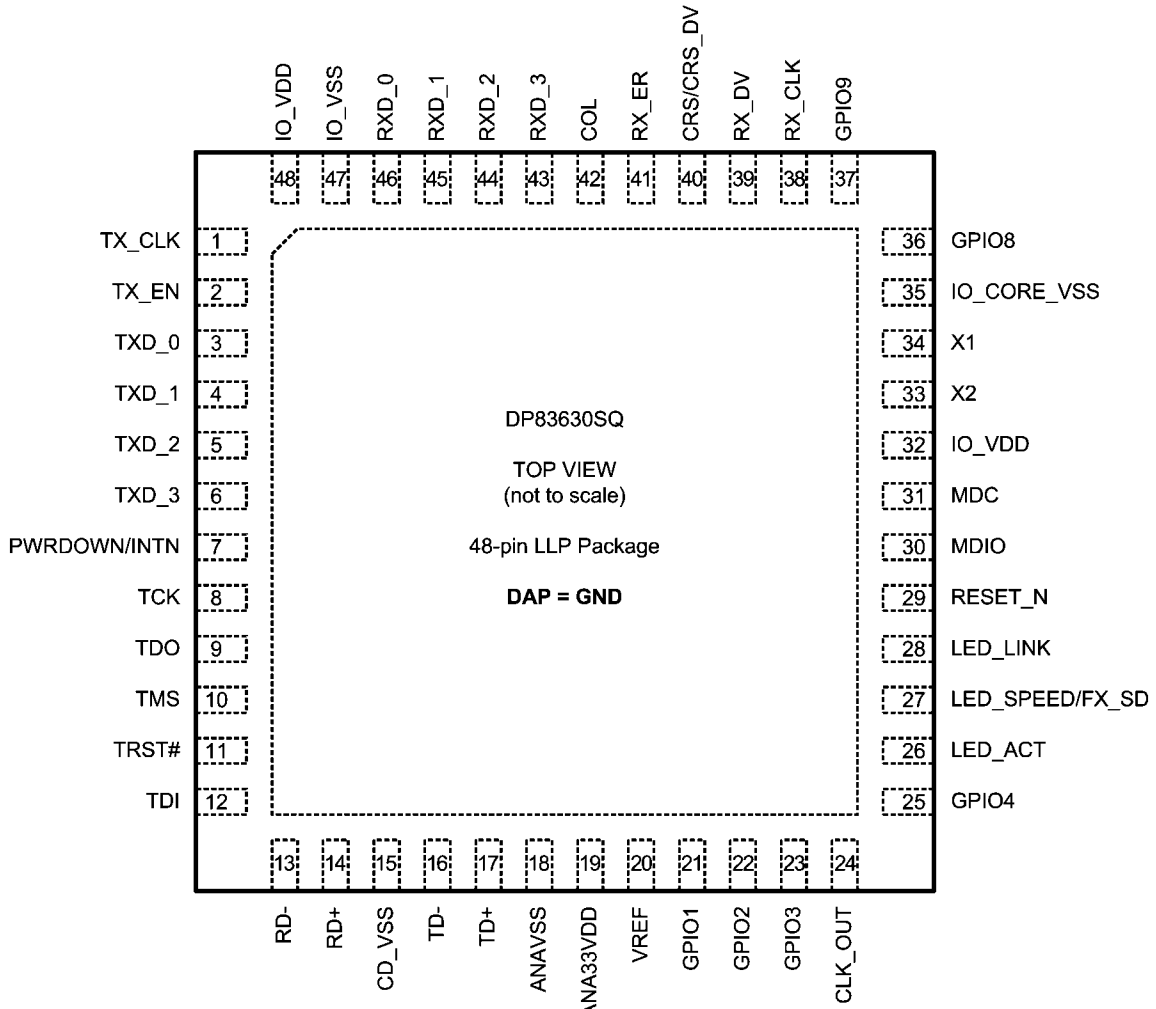 IO_VDD
IO_VSS
RXD_0
RXD_1
RXD_2
RXD_3
COL
RX_ER
CRS/CRS_DV
RX_DV
RX_CLK
GPIO9
48
47
46
45
44
43
42
41
40
39
38
37
TX_CLK 1
TX_EN 2
TXD_0 3
TXD_1 4
TXD_2 5
TXD_3 6
PWRDOWN/INTN 7
TCK 8
TDO 9
TMS 10
TRST# 11
TDI 12
DP83630SQ
TOP VIEW
(not to scale)
48-pin LLP Package
DAP = GND
36 GPIO8
35 IO_CORE_VSS
34 X1
33 X2
32 IO_VDD
31 MDC
30 MDIO
29 RESET_N
28 LED_LINK
27 LED_SPEED/FX_SD
26 LED_ACT
25 GPIO4
13
14
15
16
17
18
19
20
21
22
23
24
RD-
RD+
CD_VSS
TD-
TD+
ANAVSS
ANA33VDD
VREF
GPIO1
GPIO2
GPIO3
CLK_OUT